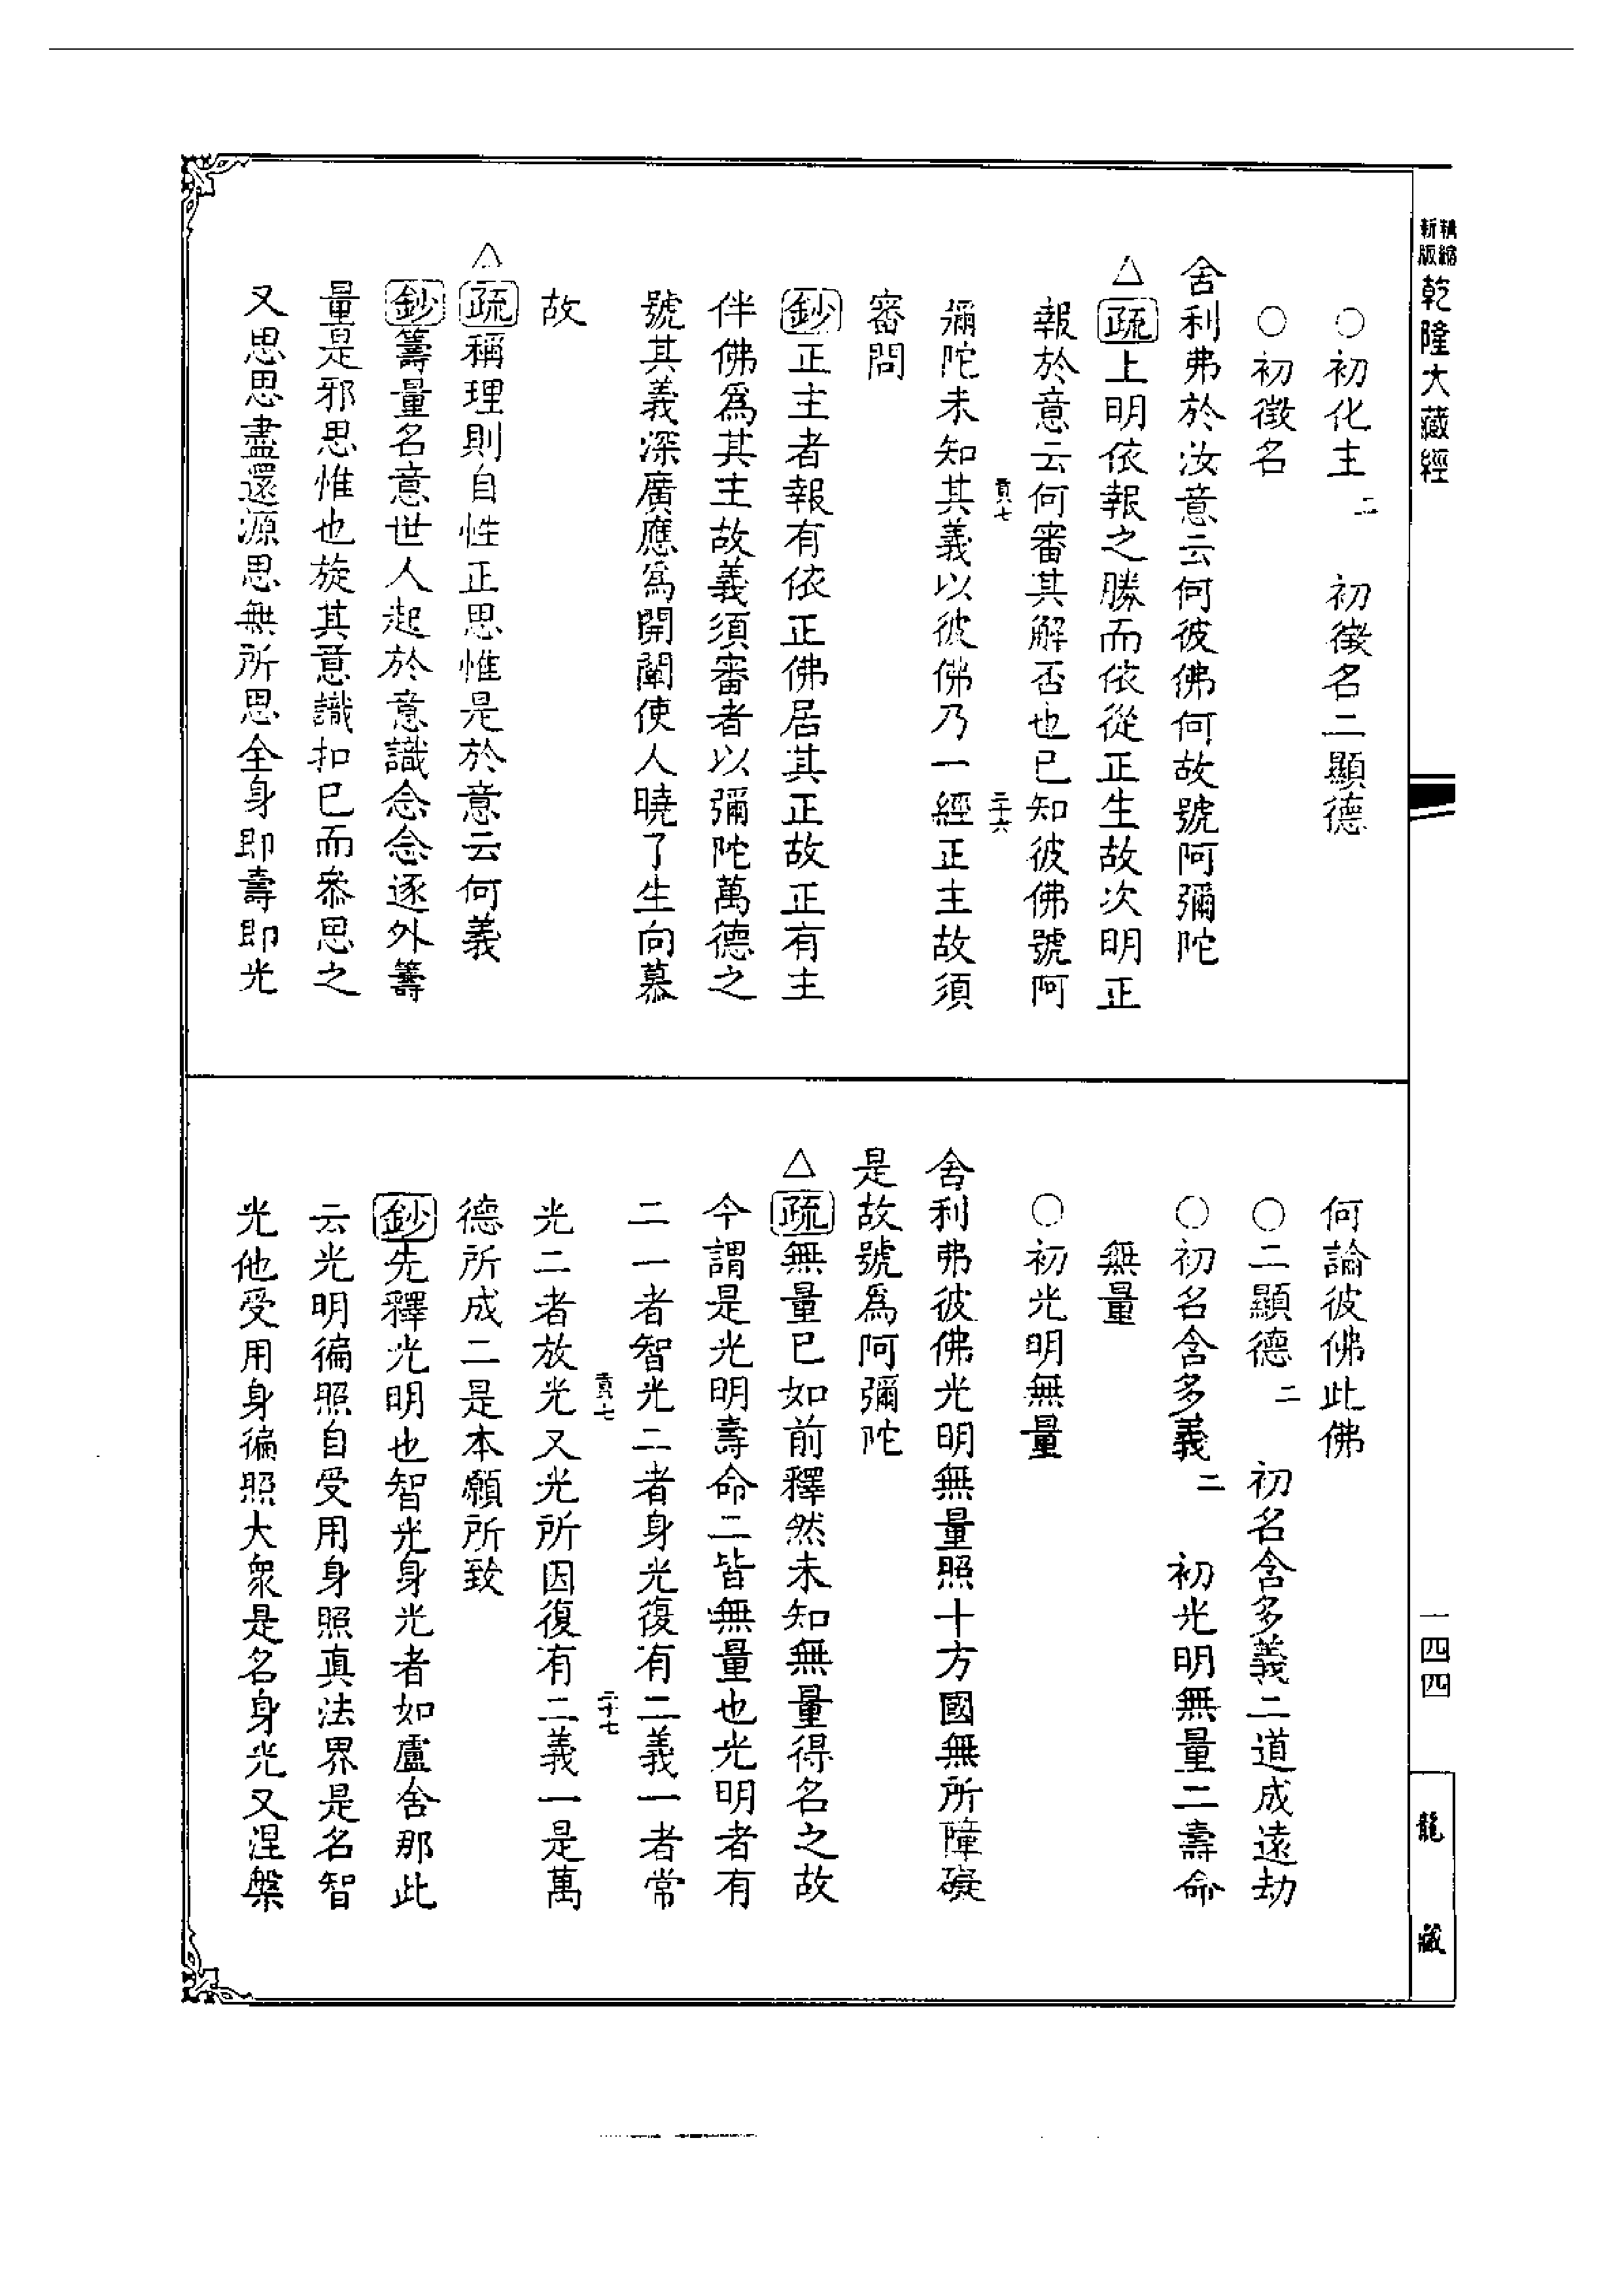 新版精縮
乾隆大藏經
○初化主二　初徵名二顯德
○初徵名
舍利弗於汝意云何彼佛何故號阿彌陀
△疏上明依報之勝而依從正生故次明正
報於意云何審其解否也已知彼佛號阿
彌陀未知其義以彼佛乃一經正主故須
貢七　二十六
審問
鈔正主者報有依正佛居其正故正有主
伴佛爲其主故義須審者以彌陀萬德之
號其義深廣應爲開闡使人曉了生向慕
故
△疏稱理則自性正思惟是於意云何義
鈔籌量名意世人起於意識念念逐外籌
量是邪思惟也旋其意識扣已而叅思之
又思思盡還源思無所思全身即壽即光
何論彼佛此佛
○二顯德二　初名含多義二道成遠劫
○初名含多義二　初光明無量二壽命
無量
○初光明無量
舍利弗彼佛光明無量照十方國無所障礙
是故號爲阿彌陀
△疏無量已如前釋然未知無量得名之故
今謂是光明壽命二皆無量也光明者有
二一者智光二者身光復有二義一者常
貢七　二十七
光二者放光又光所因復有二義一是萬
德所成二是本願所致
鈔先釋光明也智光身光者如盧舍那此
云光明徧照自受用身照真法界是名智
光他受用身徧照大衆是名身光又涅槃
一四四
龍藏